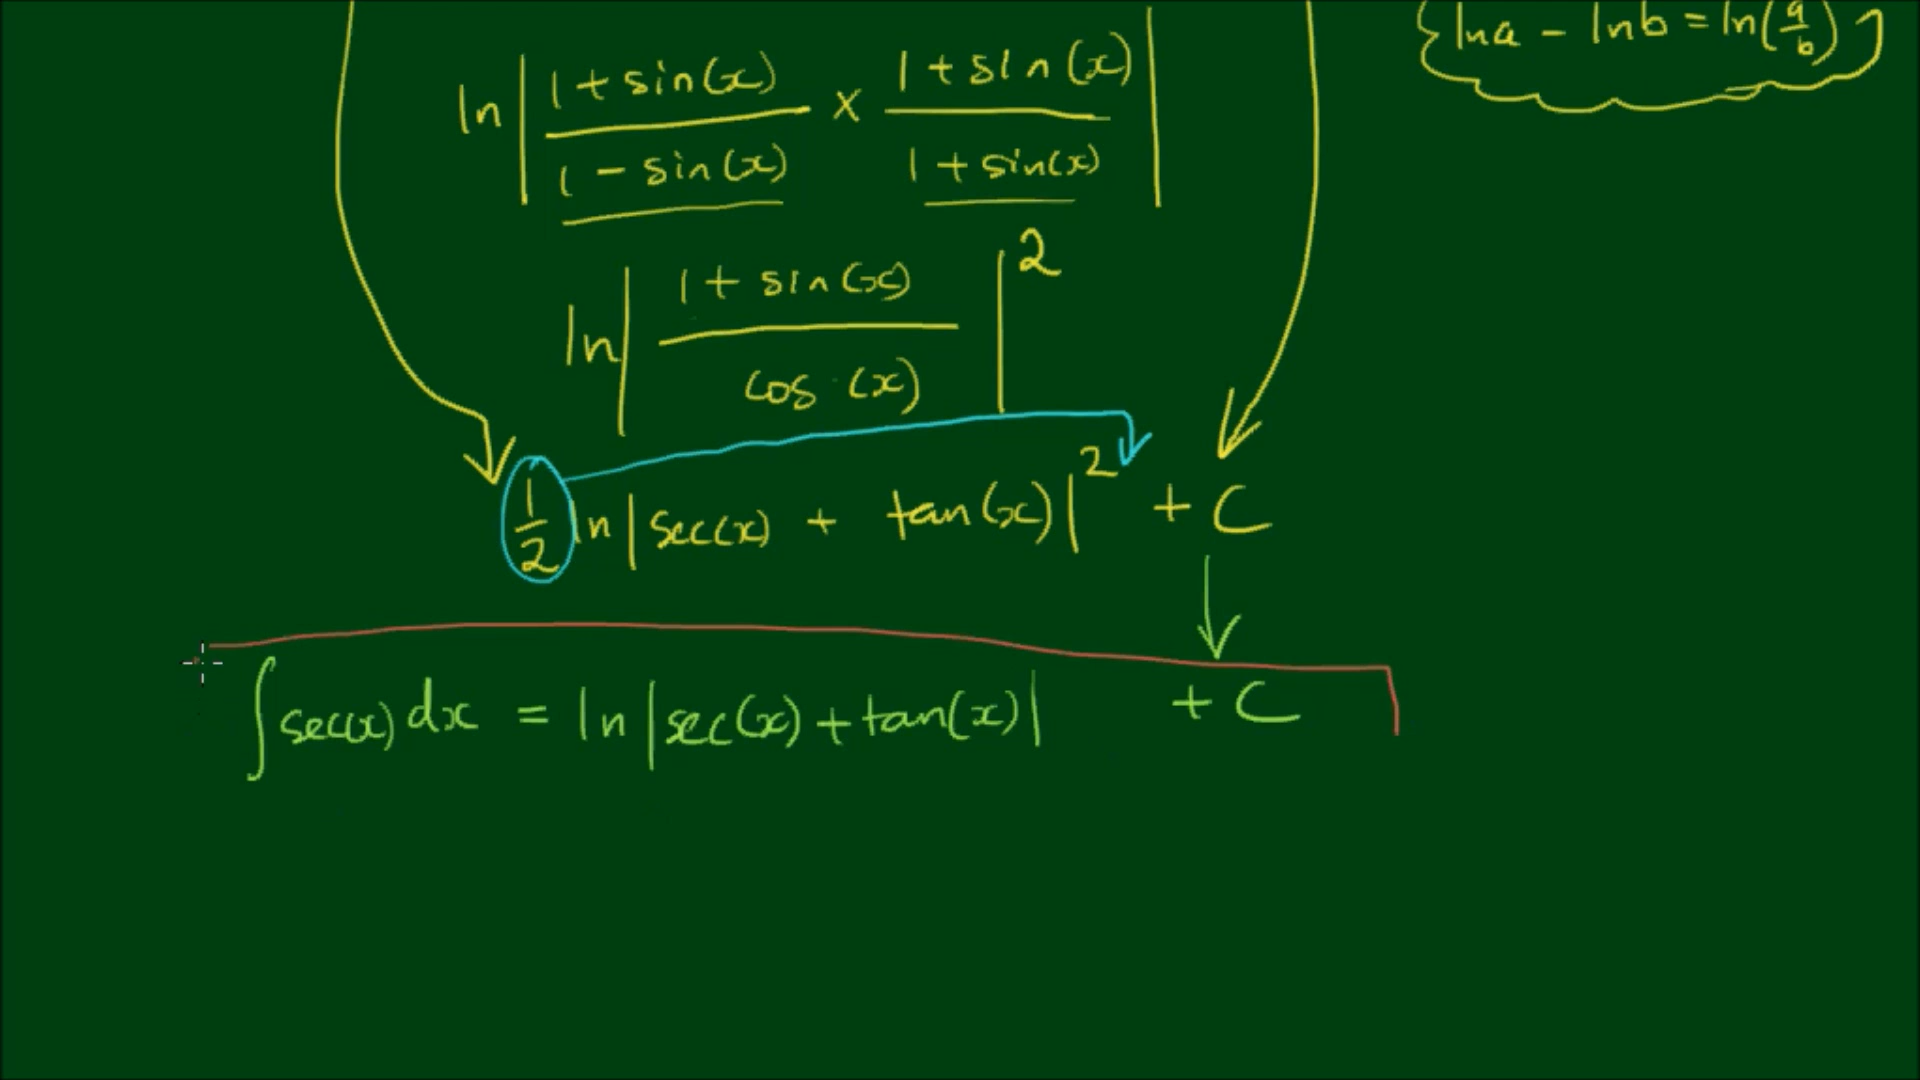 {ln a - ln b = ln(a/b)}
ln | (1 + sin(x))/(1 - sin(x)) × (1 + sin(x))/(1 + sin(x)) |
ln | (1 + sin(x))/cos(x) |²
1/2 ln |sec(x) + tan(x)|² + C
∫ sec(x) dx = ln |sec(x) + tan(x)| + C